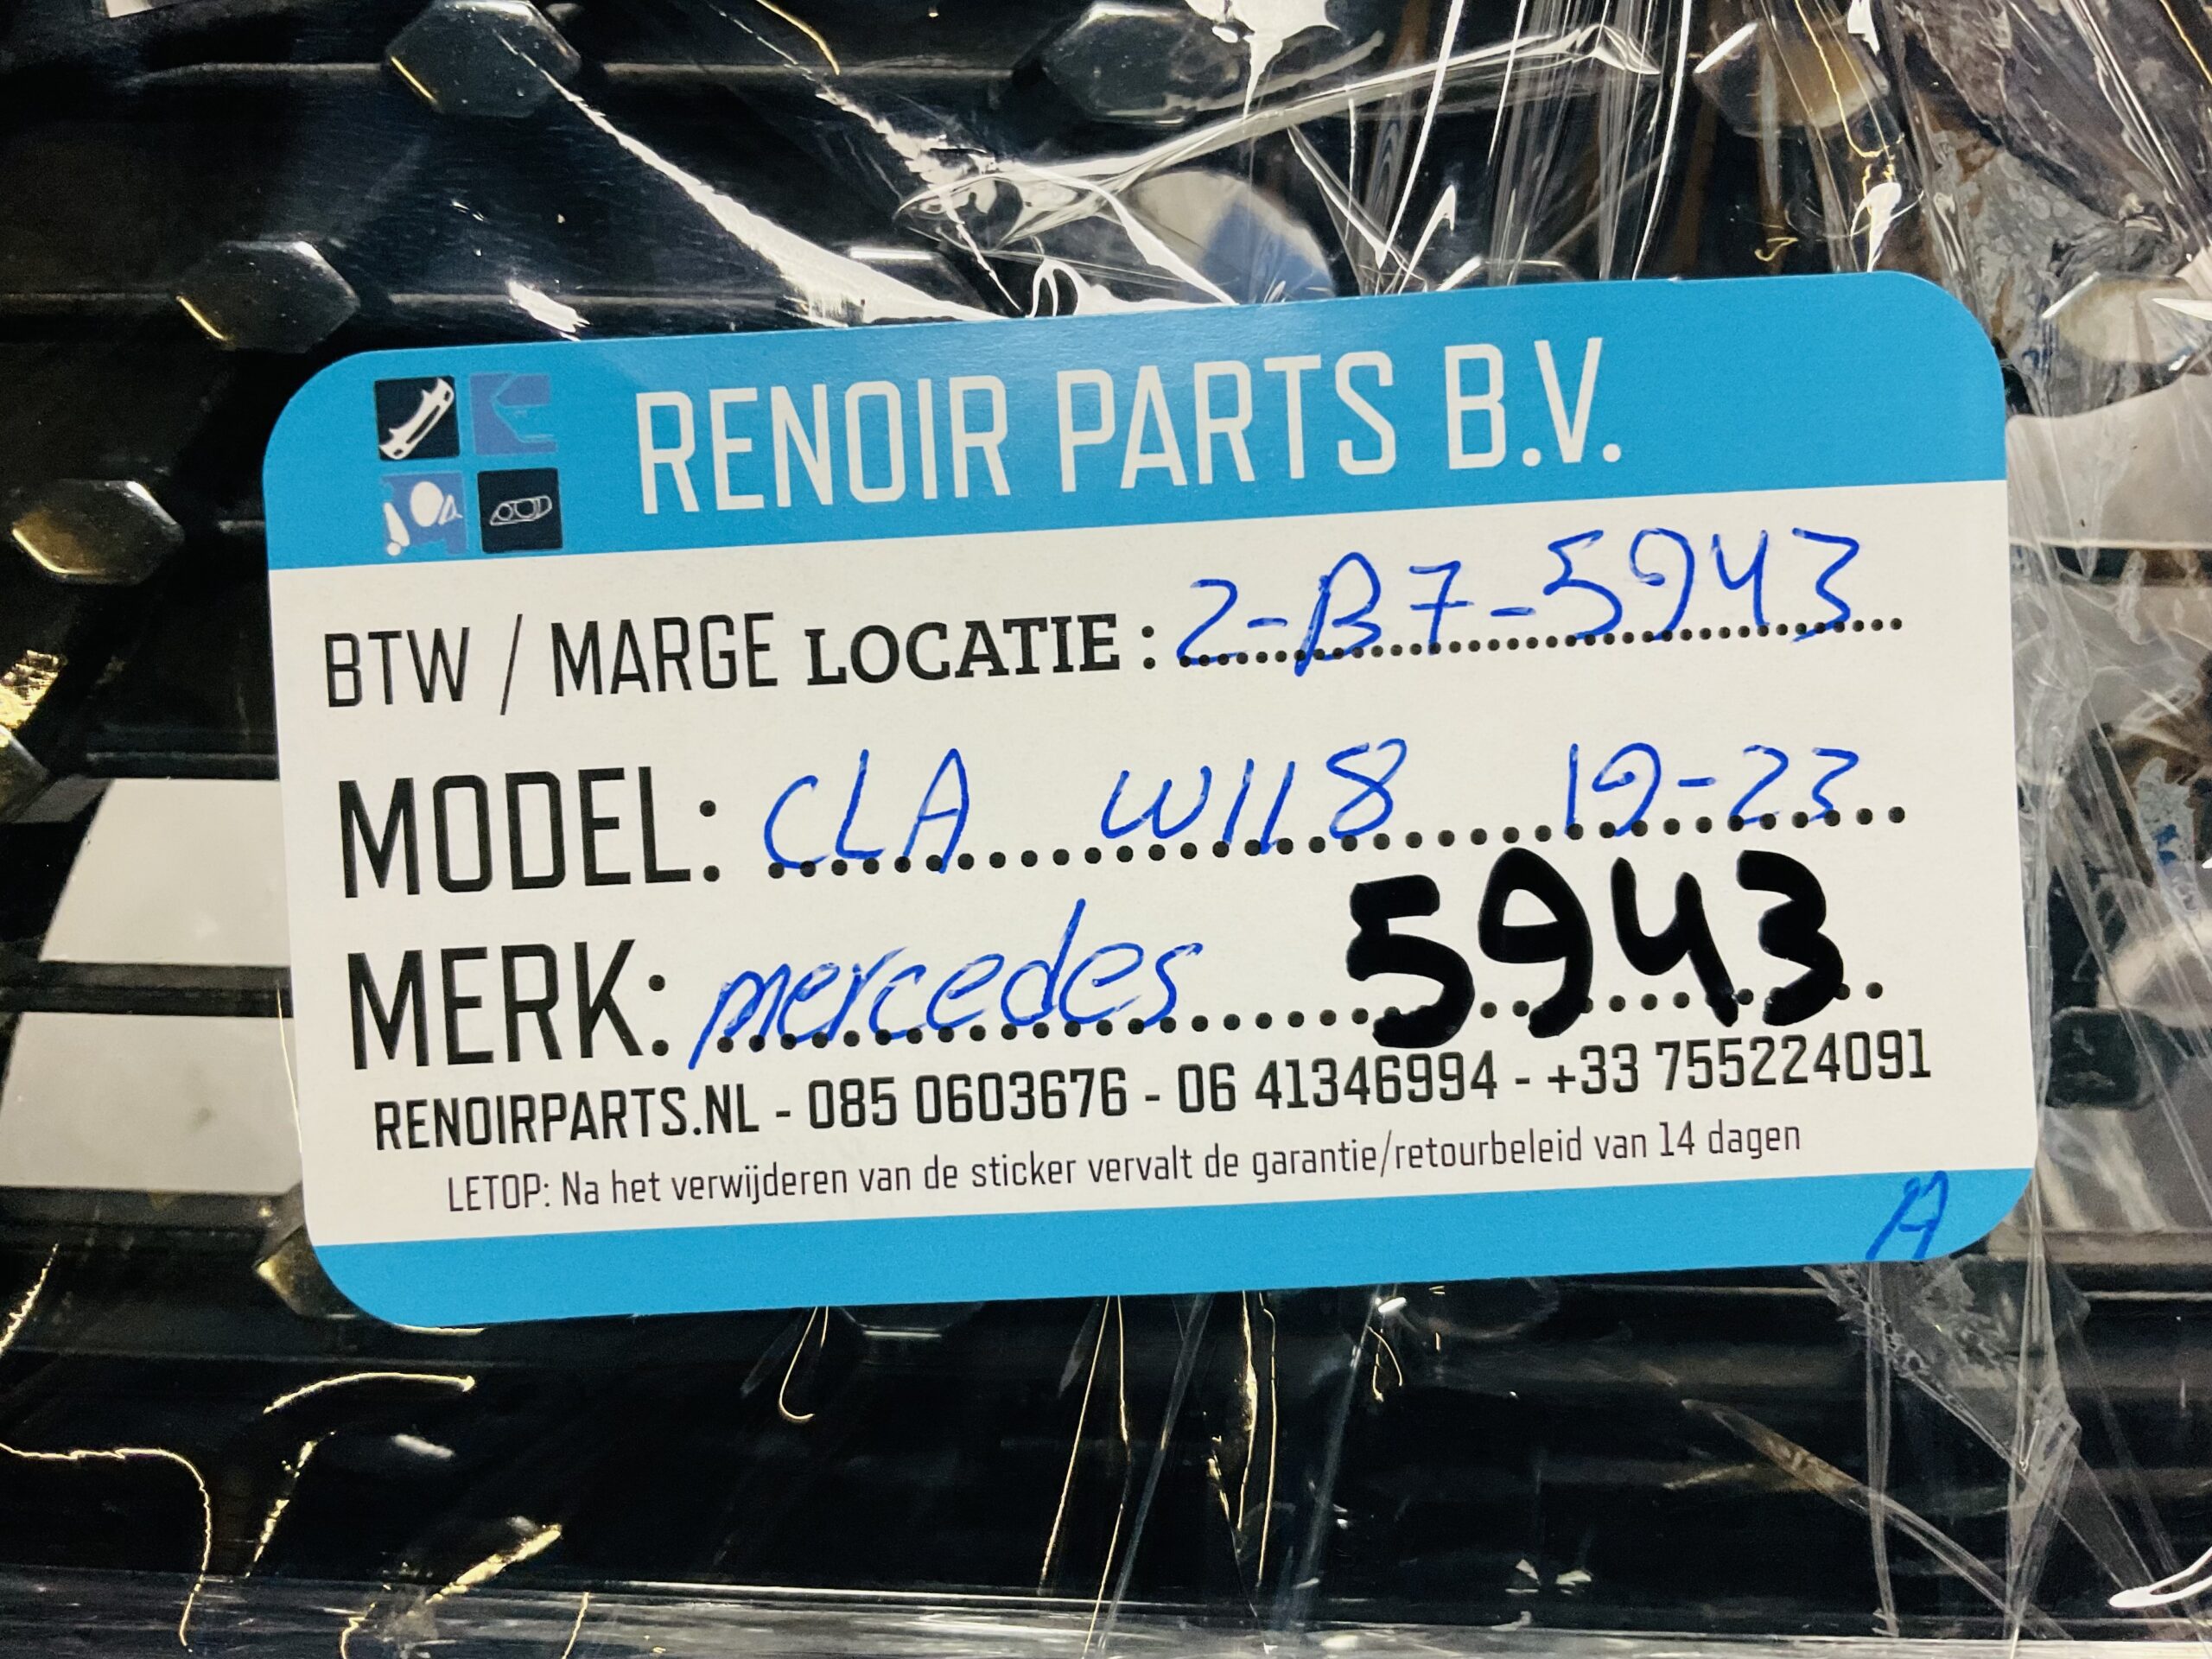 RENOIR PARTS B.V.
BTW / MARGE LOCATIE : 2-B7-5943
MODEL: CLA W118 19-23
MERK: mercedes 5943
RENOIRPARTS.NL - 085 0603676 - 06 41346994 - +33 755224091
LETOP: Na het verwijderen van de sticker vervalt de garantie/retourbeleid van 14 dagen
A